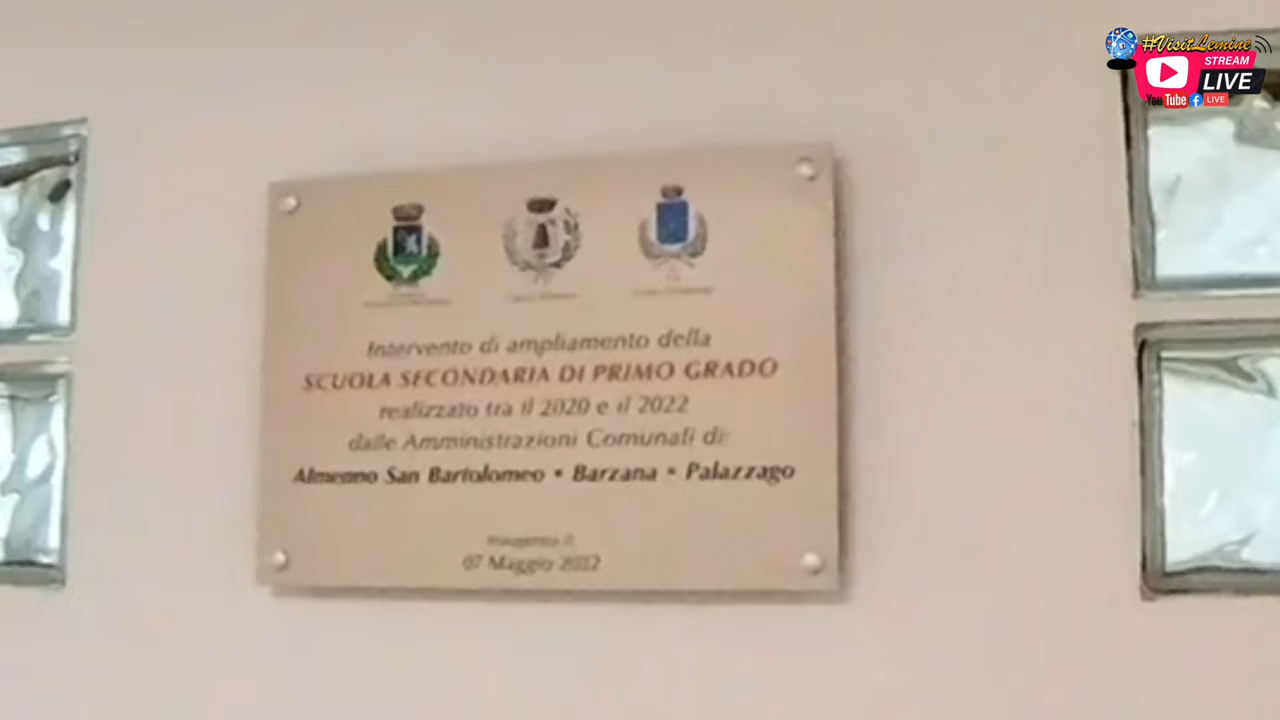 #VisitLemine
STREAM
LIVE
YouTube LIVE
Intervento di ampliamento della
SCUOLA SECONDARIA DI PRIMO GRADO
realizzato tra il 2020 e il 2022
dalle Amministrazioni Comunali di:
Almenno San Bartolomeo • Barzana • Palazzago
07 Maggio 2022